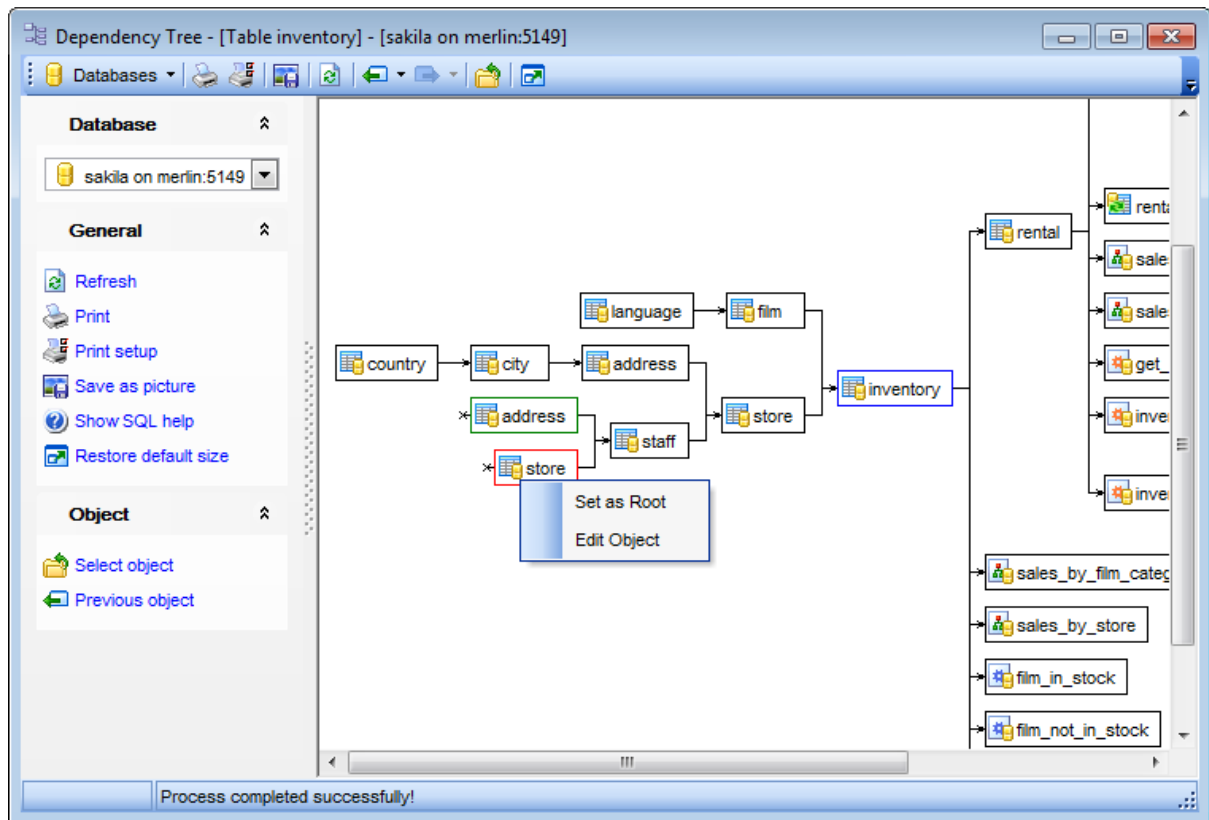 Dependency Tree - [Table inventory] - [sakila on merlin:5149]
Databases
Database
sakila on merlin:5149
General
Refresh
Print
Print setup
Save as picture
Show SQL help
Restore default size
Object
Select object
Previous object
rental
language
film
country
city
address
inventory
address
store
staff
store
Set as Root
Edit Object
get_
sales_by_film_categ
sales_by_store
film_in_stock
film_not_in_stock
Process completed successfully!